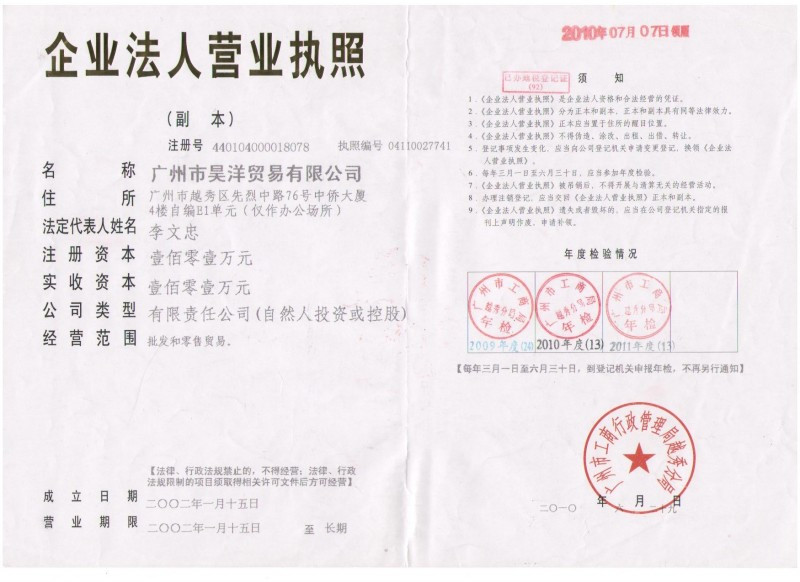 企业法人营业执照
（副 本）
注册号 440104000018078 执照编号 04110027741
名 称 广州市昊洋贸易有限公司
住 所 广州市越秀区先烈中路76号中侨大厦
4楼自编E1单元（仅作办公场所）
法定代表人姓名 李文忠
注册资本 壹佰零壹万元
实收资本 壹佰零壹万元
公司类型 有限责任公司(自然人投资或控股)
经营范围 批发和零售贸易。
【法律、行政法规禁止的，不得经营；法律、行政
法规限制的项目须取得相关许可文件后方可经营】
成立日期 二〇〇二年一月十五日
营业期限 二〇〇二年一月十五日 至 长期
2010年07月07日领照
已办组织登记证
(92)
须 知
1．《企业法人营业执照》是企业法人资格和合法经营的凭证。
2．《企业法人营业执照》分为正本和副本，正本和副本具有同等法律效力。
3．《企业法人营业执照》正本应当置于住所的醒目位置。
4．《企业法人营业执照》不得伪造、涂改、出租、出借、转让。
5．登记事项发生变化，应当向公司登记机关申请变更登记，换领《企业法
人营业执照》。
6．每年三月一日至六月三十日，应当参加年度检验。
7．《企业法人营业执照》被吊销后，不得开展与清算无关的经营活动。
8．办理注销登记，应当交回《企业法人营业执照》正本和副本。
9．《企业法人营业执照》遗失或者毁坏的，应当在公司登记机关指定的报
刊上声明作废，申请补领。
年度检验情况
广州市工商局
越秀分局
年检
2009年度(20)
广州市工商局
越秀分局
年检
2010年度(13)
广州市工商局
越秀分局
年检
2011年度(13)
【每年三月一日至六月三十日，到登记机关申报年检，不再另行通知】
广州市工商行政管理局越秀分局
年 月 日
二〇一〇 六 二十九